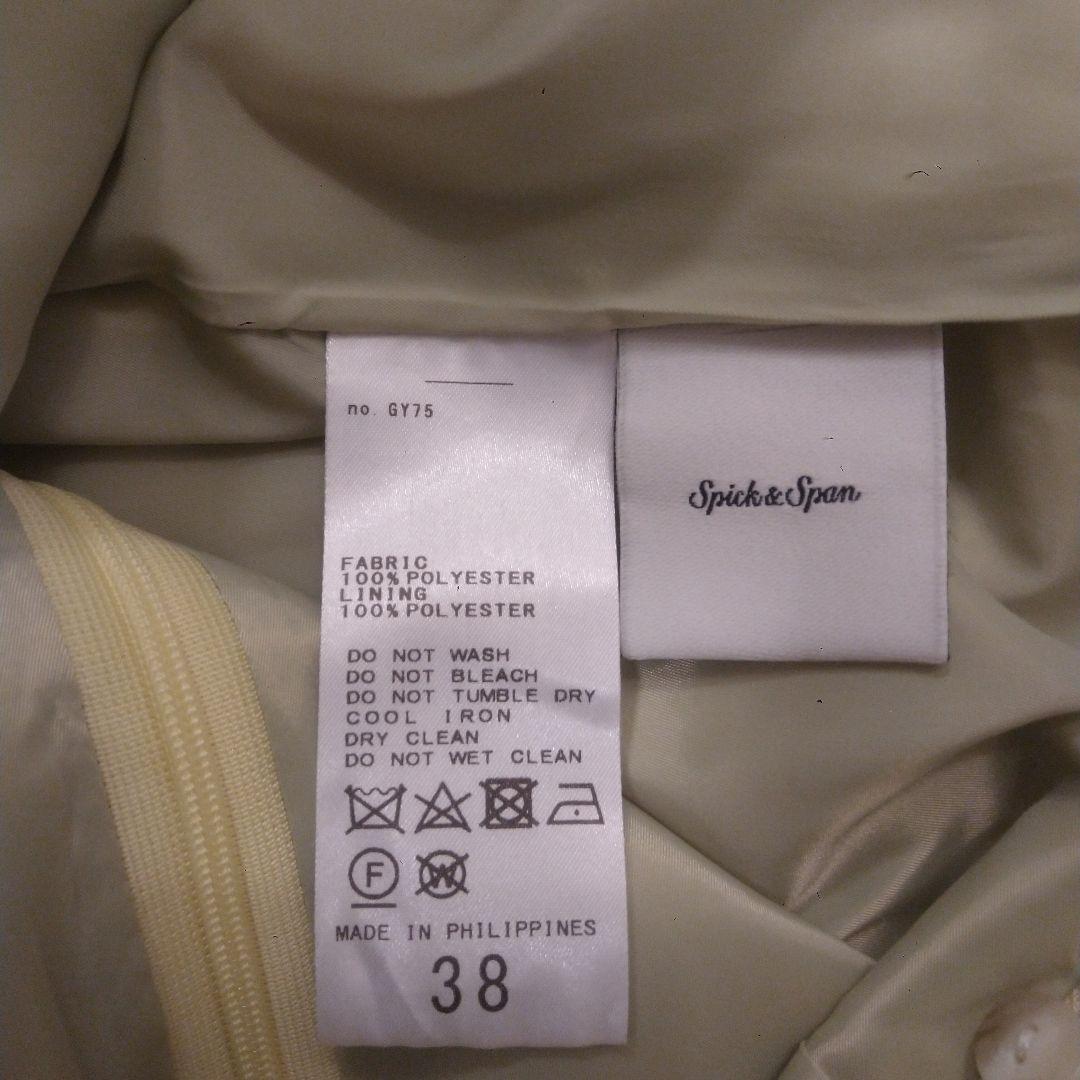 no. GY75
FABRIC
100% POLYESTER
LINING
100% POLYESTER
DO NOT WASH
DO NOT BLEACH
DO NOT TUMBLE DRY
COOL IRON
DRY CLEAN
DO NOT WET CLEAN
F W
MADE IN PHILIPPINES
38
Spick & Span